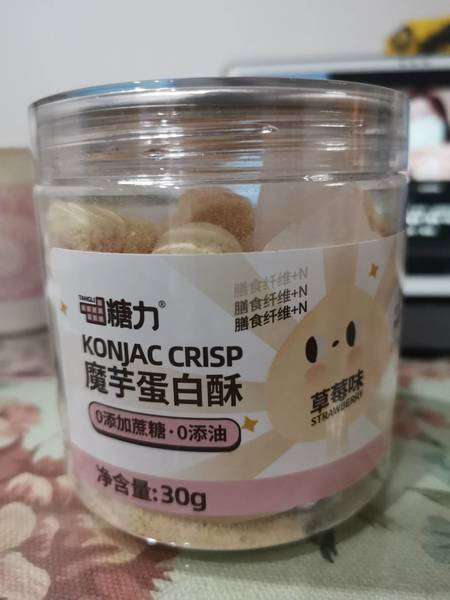 膳食纤维+N
膳食纤维+N
膳食纤维+N
TANGLI
糖力®
KONJAC CRISP
魔芋蛋白酥
0添加蔗糖·0添油
草莓味
STRAWBERRY
净含量:30g